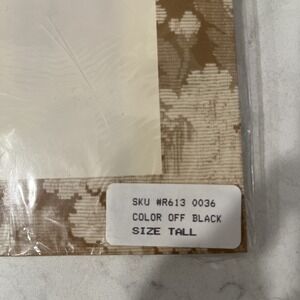 SKU #R613 0036
COLOR OFF BLACK
SIZE TALL